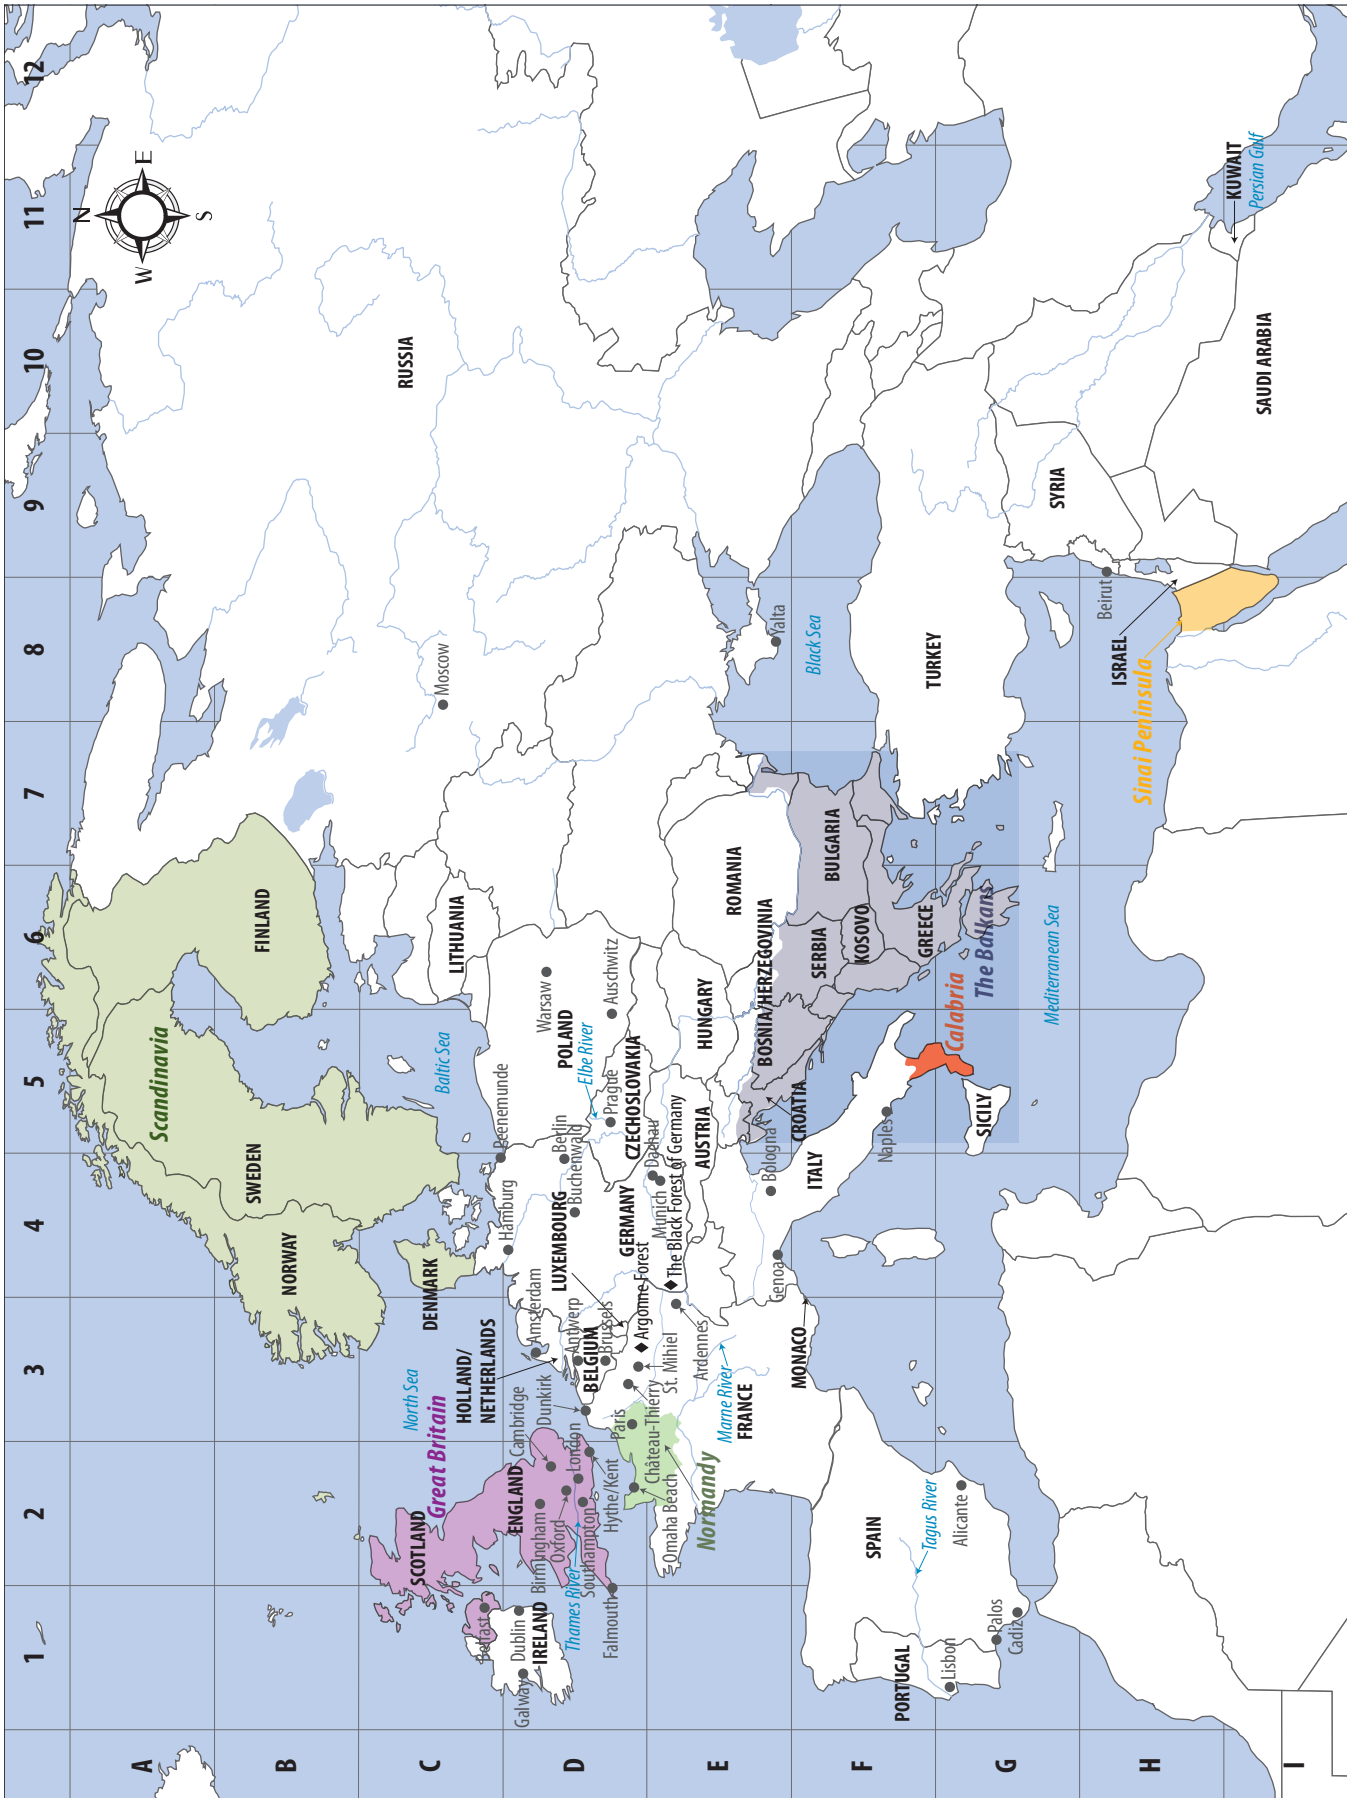 1
2
3
4
5
6
7
8
9
10
11
12
A
B
C
D
E
F
G
H
I
N
E
S
W
Scandinavia
FINLAND
SWEDEN
NORWAY
DENMARK
RUSSIA
Moscow
LITHUANIA
Baltic Sea
North Sea
Great Britain
SCOTLAND
ENGLAND
Belfast
Dublin
IRELAND
Galway
Birmingham
Oxford
Cambridge
London
Thames River
Southampton
Hythe/Kent
Falmouth
HOLLAND/
NETHERLANDS
Amsterdam
Antwerp
BELGIUM
Brussels
Dunkirk
LUXEMBOURG
Hamburg
Peenemunde
Berlin
Buchenwald
GERMANY
Dachau
Munich
The Black Forest of Germany
Argonne Forest
Ardennes
St. Mihiel
Château-Thierry
Paris
Omaha Beach
Normandy
Marne River
FRANCE
MONACO
Warsaw
POLAND
Auschwitz
Elbe River
Prague
CZECHOSLOVAKIA
AUSTRIA
HUNGARY
ROMANIA
BOSNIA/HERZEGOVINIA
CROATIA
SERBIA
KOSOVO
BULGARIA
GREECE
The Balkans
Yalta
Black Sea
TURKEY
Genoa
Bologna
ITALY
Naples
Calabria
SICILY
Mediterranean Sea
SPAIN
Tagus River
Alicante
PORTUGAL
Lisbon
Palos
Cadiz
SYRIA
Beirut
ISRAEL
Sinai Peninsula
SAUDI ARABIA
KUWAIT
Persian Gulf